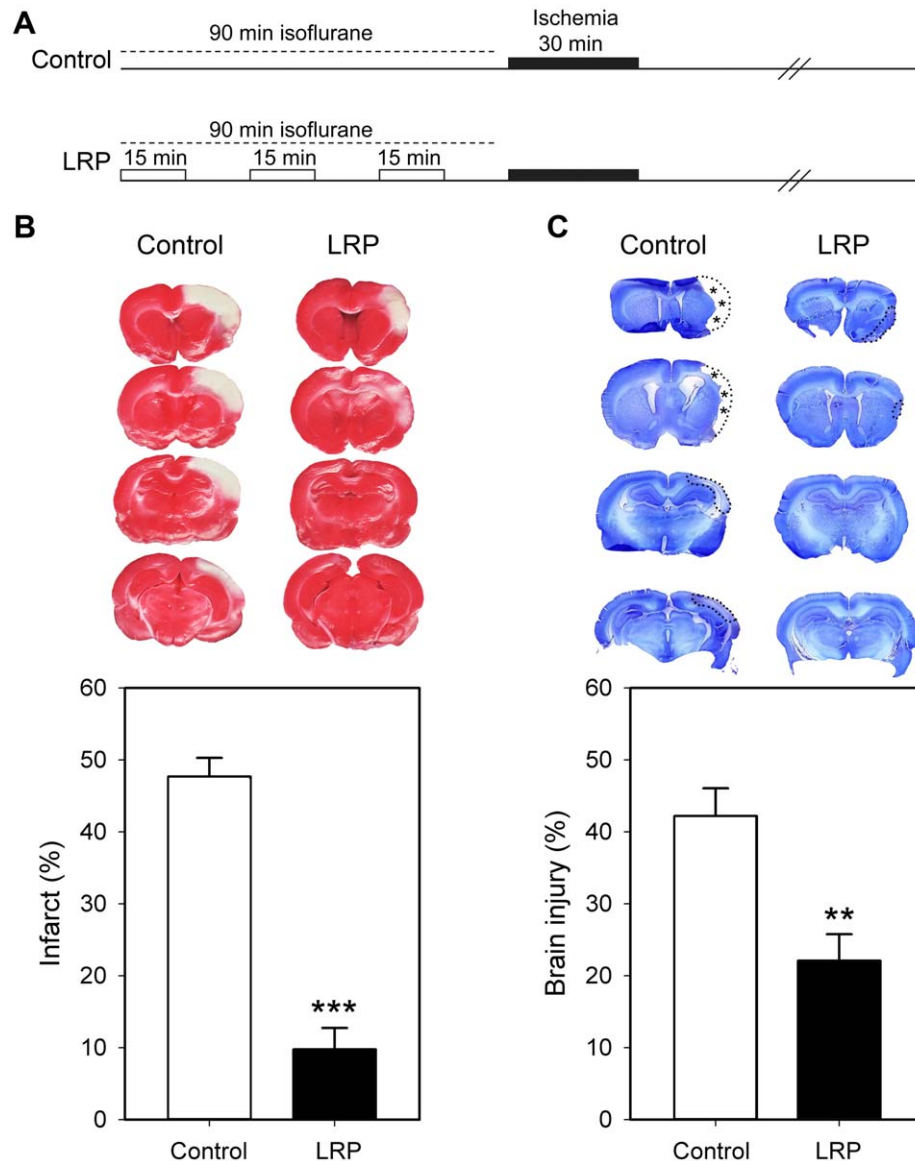 A
Ischemia
90 min isoflurane
30 min
Control
90 min isoflurane
LRP
15 min 15 min 15 min
B
Control LRP
60
50
40
30
20
10
0
Infarct (%)
***
Control LRP
C
Control LRP
*
*
*
*
*
*
60
50
40
30
20
10
0
Brain injury (%)
**
Control LRP